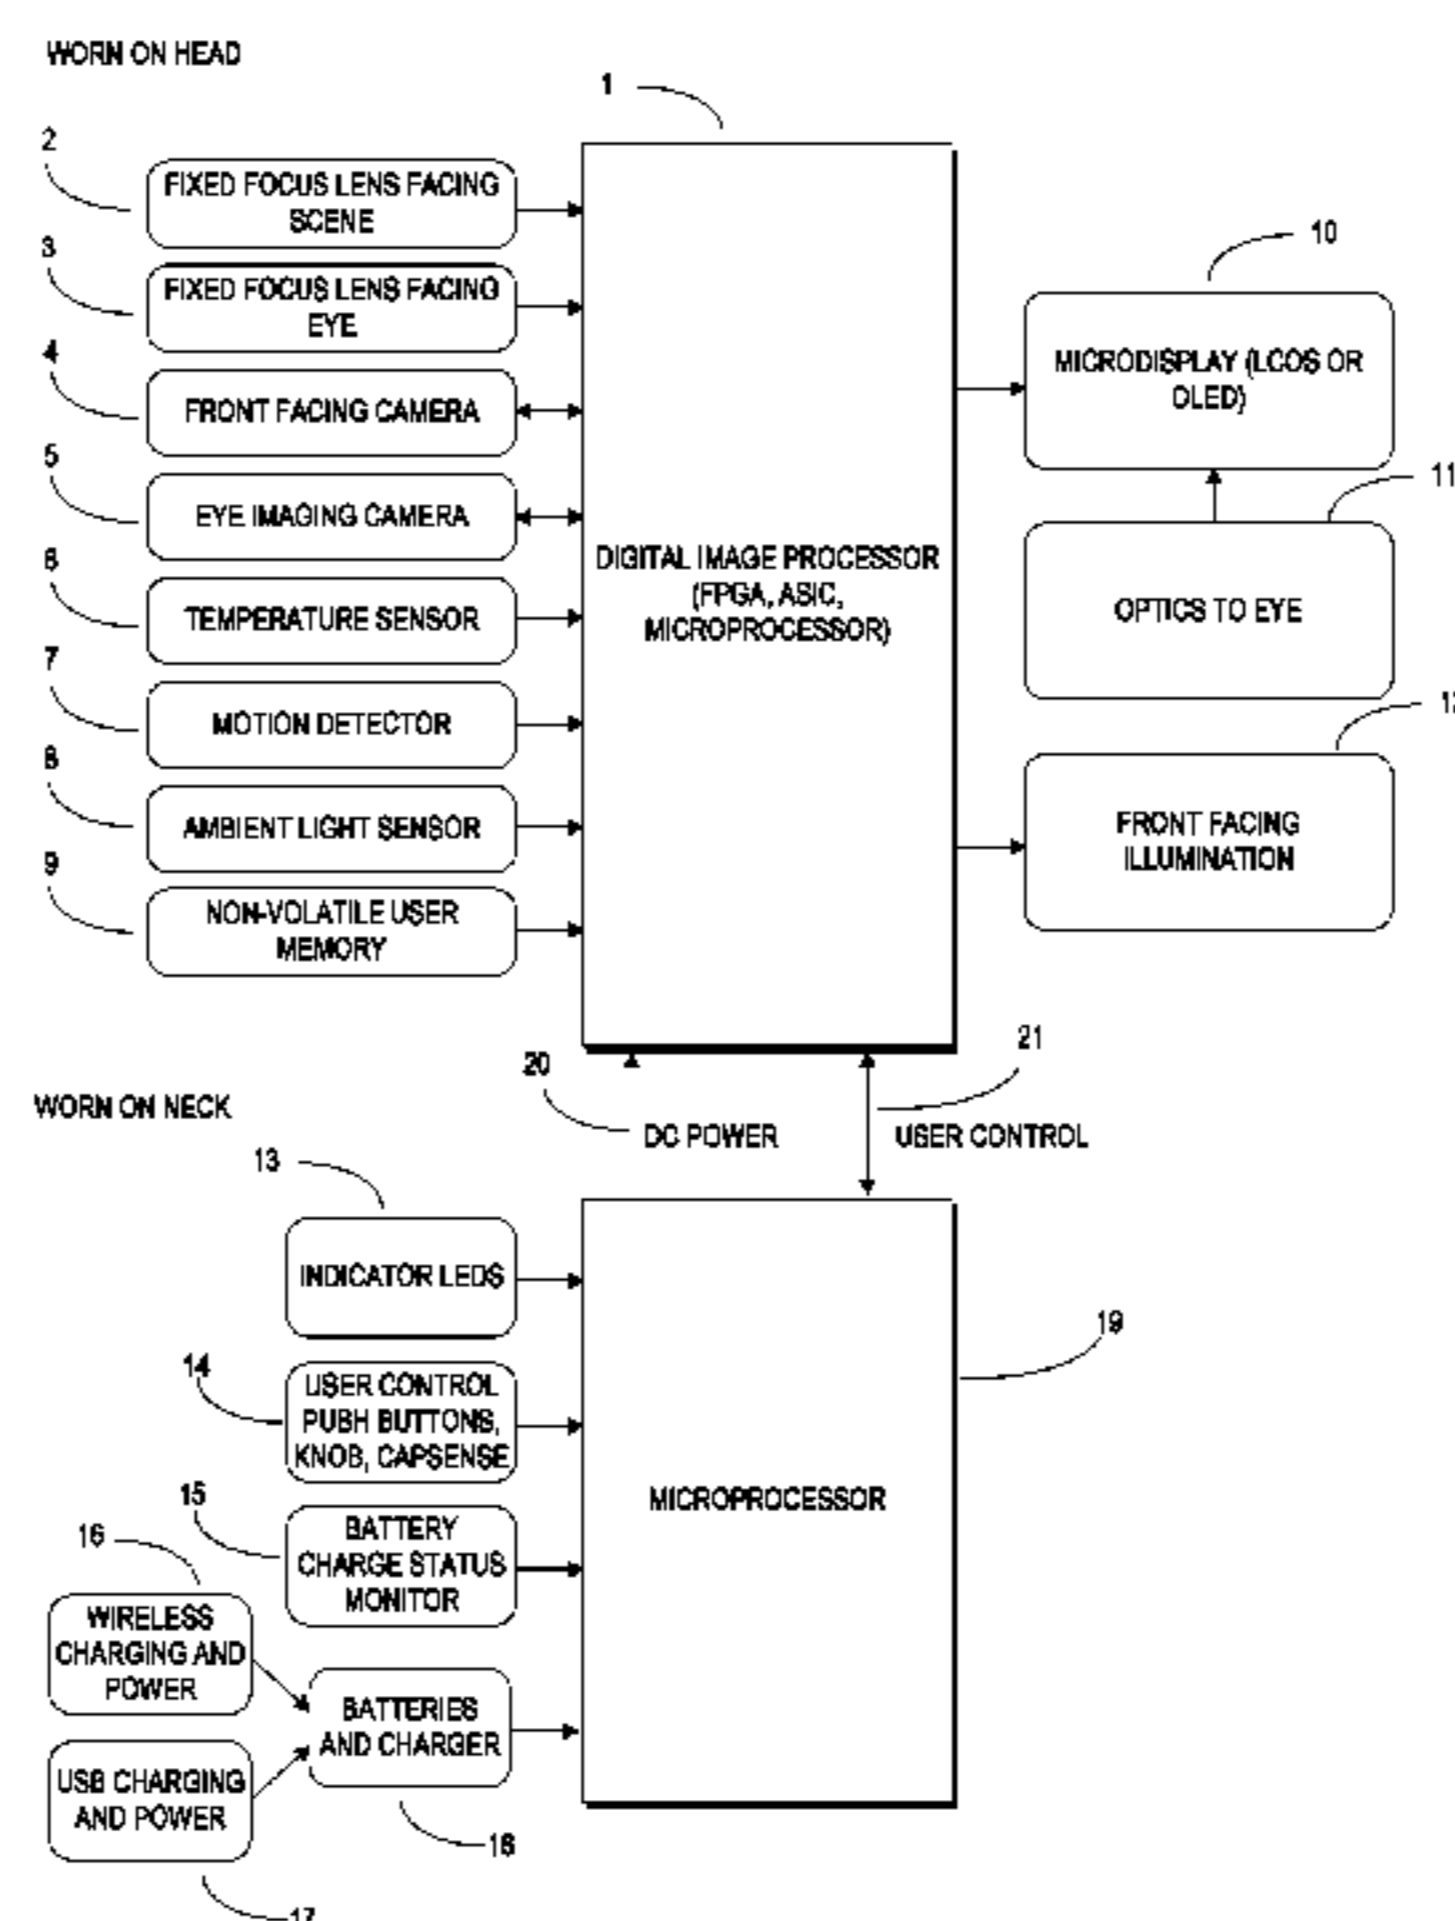 WORN ON HEAD
1
2
FIXED FOCUS LENS FACING
SCENE
3
FIXED FOCUS LENS FACING
EYE
4
FRONT FACING CAMERA
5
EYE IMAGING CAMERA
6
TEMPERATURE SENSOR
7
MOTION DETECTOR
8
AMBIENT LIGHT SENSOR
9
NON-VOLATILE USER
MEMORY
DIGITAL IMAGE PROCESSOR
(FPGA, ASIC,
MICROPROCESSOR)
10
MICRODISPLAY (LCOS OR
OLED)
11
OPTICS TO EYE
12
FRONT FACING
ILLUMINATION
20
DC POWER
21
USER CONTROL
WORN ON NECK
13
INDICATOR LEDS
14
USER CONTROL
PUSH BUTTONS,
KNOB, CAPSENSE
15
BATTERY
CHARGE STATUS
MONITOR
16
WIRELESS
CHARGING AND
POWER
BATTERIES
AND CHARGER
18
USB CHARGING
AND POWER
17
MICROPROCESSOR
19